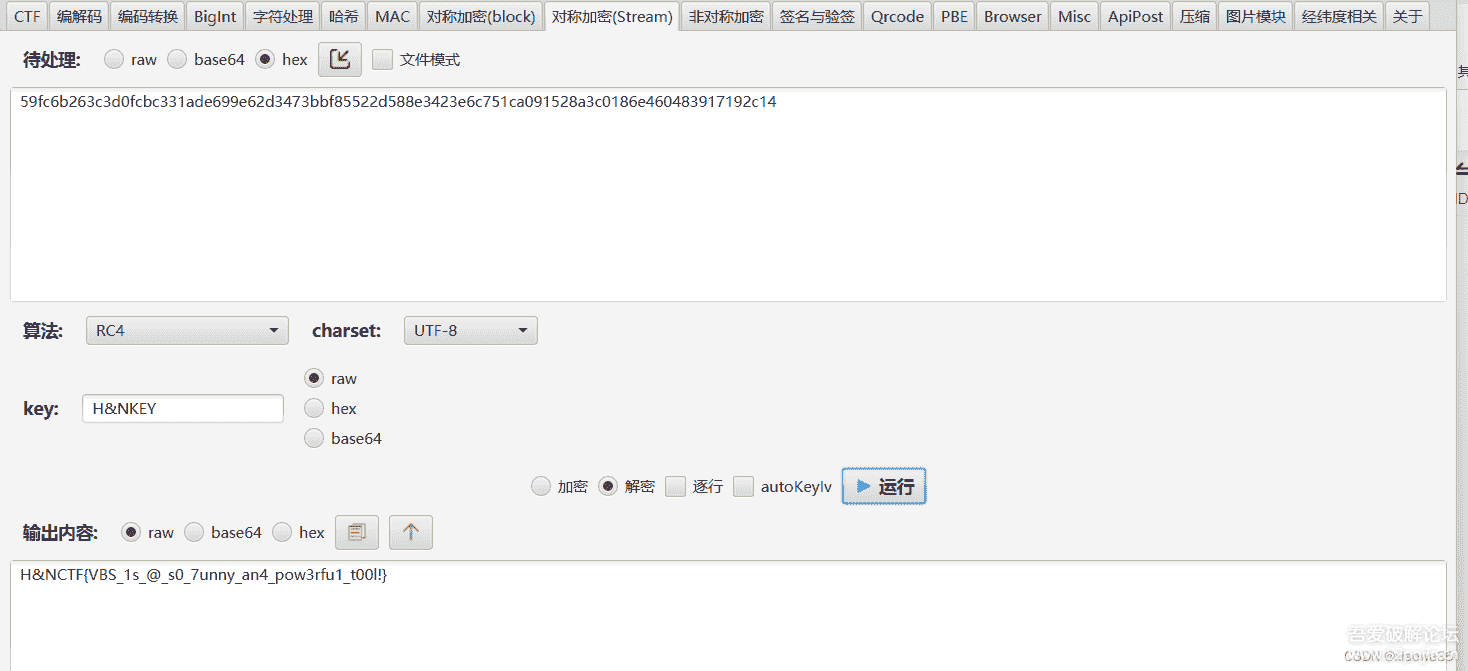 CTF 编解码 编码转换 BigInt 字符处理 哈希 MAC 对称加密(block) 对称加密(Stream) 非对称加密 签名与验签 Qrcode PBE Browser Misc ApiPost 压缩 图片模块 经纬度相关 关于
待处理: raw base64 hex 文件模式
59fc6b263c3d0fcbc331ade699e62d3473bbf85522d588e3423e6c751ca091528a3c0186e460483917192c14
算法: RC4 charset: UTF-8
raw
key: H&NKEY hex
base64
加密 解密 逐行 autoKeyIv 运行
输出内容: raw base64 hex
H&NCTF{VBS_1s_@_s0_7unny_an4_pow3rfu1_t00l!}
吾爱破解论坛